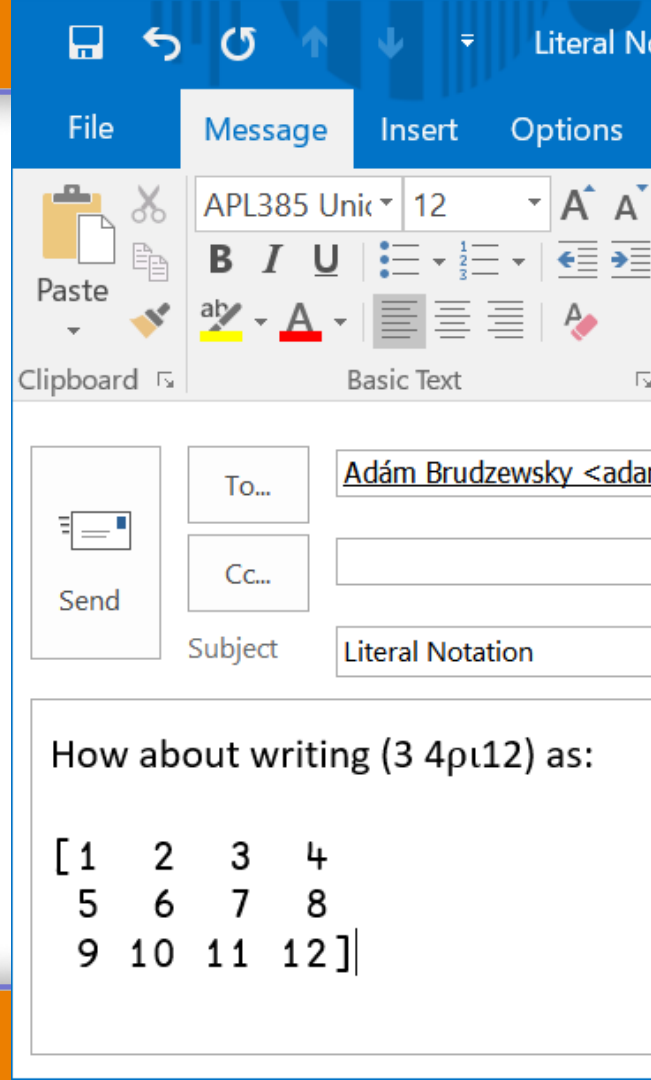 Literal No
File Message Insert Options
APL385 Unic 12 A A
B I U
Paste
ab A A
Clipboard Basic Text
To... Adám Brudzewsky <adar
Cc...
Send
Subject Literal Notation
How about writing (3 4⍴⍳12) as:
[1 2 3 4
5 6 7 8
9 10 11 12]